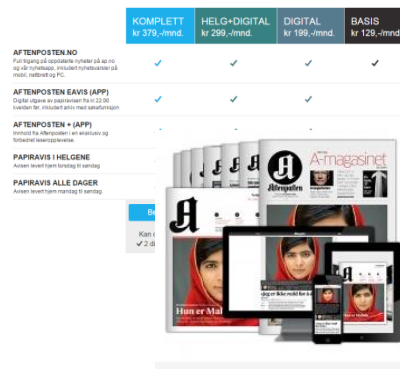 KOMPLETT HELG+DIGITAL DIGITAL BASIS
kr 379,-/mnd. kr 299,-/mnd. kr 199,-/mnd. kr 129,-/mnd
AFTENPOSTEN.NO
Full tilgang på oppdaterte nyheter på ap.no
og vår nyhetsapp, inkludert nyhetsvarsler på
mobil, nettbrett og PC.
AFTENPOSTEN EAVIS (APP)
Digital utgave av papiravisen fra kl 22:00
kvelden før, inkludert arkiv med søkefunksjon
AFTENPOSTEN + (APP)
Innhold fra Aftenposten i en eksklusiv og
forbedret leseropplevelse.
PAPIRAVIS I HELGENE
Avisen levert hjem torsdag til søndag
PAPIRAVIS ALLE DAGER
Avisen levert hjem mandag til søndag
Be
Kan
2 d
A-magasinet
Aftenposten
Hun er Mal